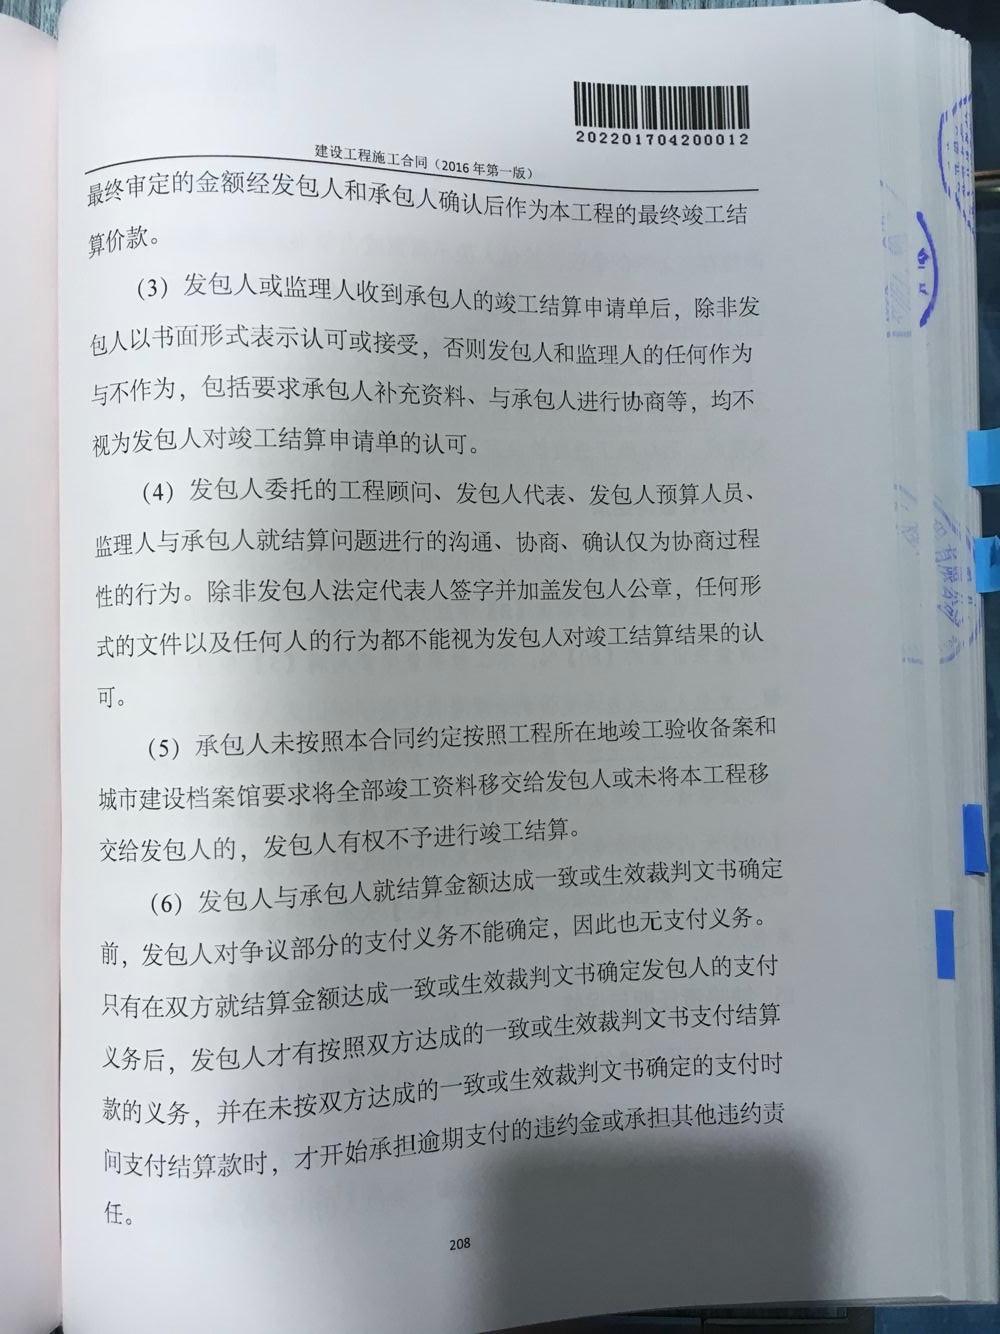 202201704200012
建设工程施工合同（2016 年第一版）
最终审定的金额经发包人和承包人确认后作为本工程的最终竣工结
算价款。
（3）发包人或监理人收到承包人的竣工结算申请单后，除非发
包人以书面形式表示认可或接受，否则发包人和监理人的任何作为
与不作为，包括要求承包人补充资料、与承包人进行协商等，均不
视为发包人对竣工结算申请单的认可。
（4）发包人委托的工程顾问、发包人代表、发包人预算人员、
监理人与承包人就结算问题进行的沟通、协商、确认仅为协商过程
性的行为。除非发包人法定代表人签字并加盖发包人公章，任何形
式的文件以及任何人的行为都不能视为发包人对竣工结算结果的认
可。
（5）承包人未按照本合同约定按照工程所在地竣工验收备案和
城市建设档案馆要求将全部竣工资料移交给发包人或未将本工程移
交给发包人的，发包人有权不予进行竣工结算。
（6）发包人与承包人就结算金额达成一致或生效裁判文书确定
前，发包人对争议部分的支付义务不能确定，因此也无支付义务。
只有在双方就结算金额达成一致或生效裁判文书确定发包人的支付
义务后，发包人才有按照双方达成的一致或生效裁判文书支付结算
款的义务，并在未按双方达成的一致或生效裁判文书确定的支付时
间支付结算款时，才开始承担逾期支付的违约金或承担其他违约责
任。
208